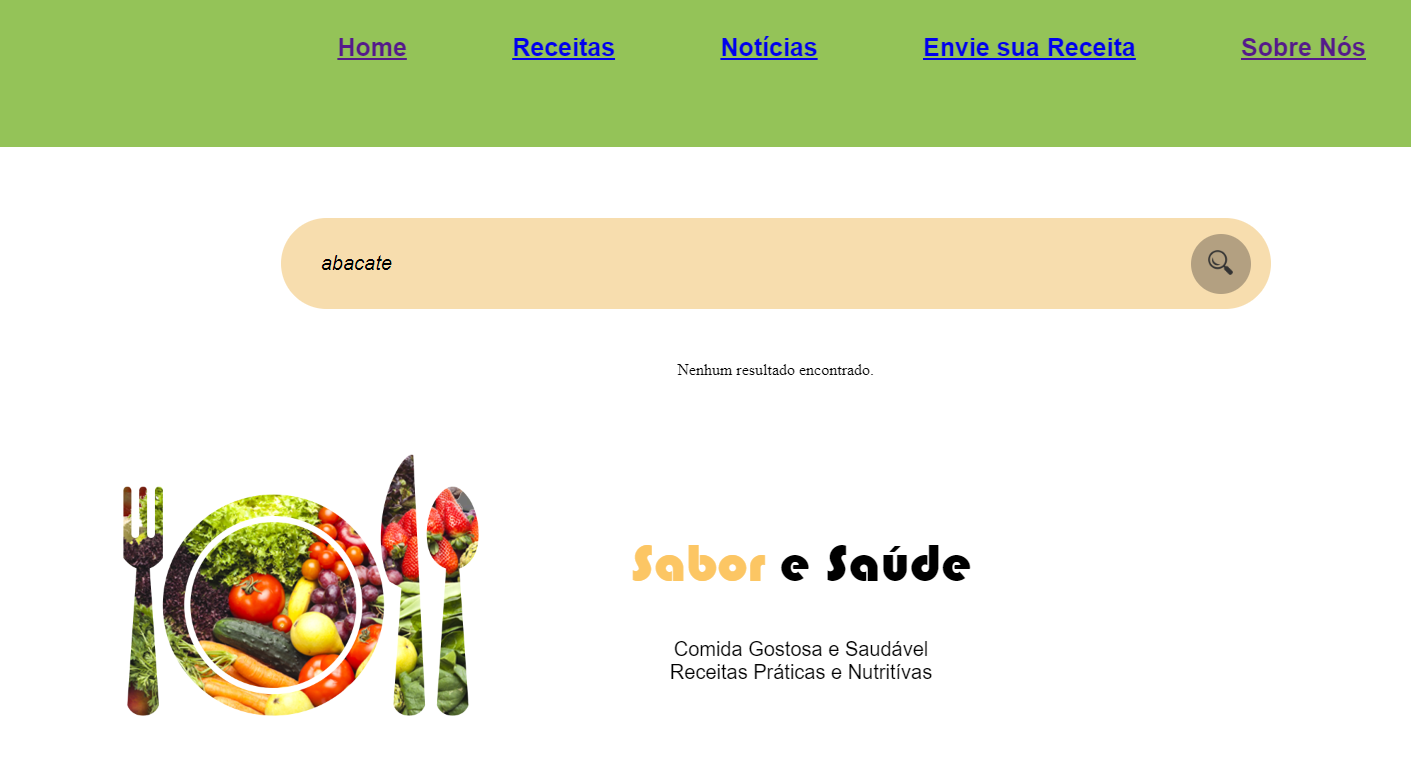 Home Receitas Notícias Envie sua Receita Sobre Nós
abacate
Nenhum resultado encontrado.
Sabor e Saúde
Comida Gostosa e Saudável
Receitas Práticas e Nutritívas